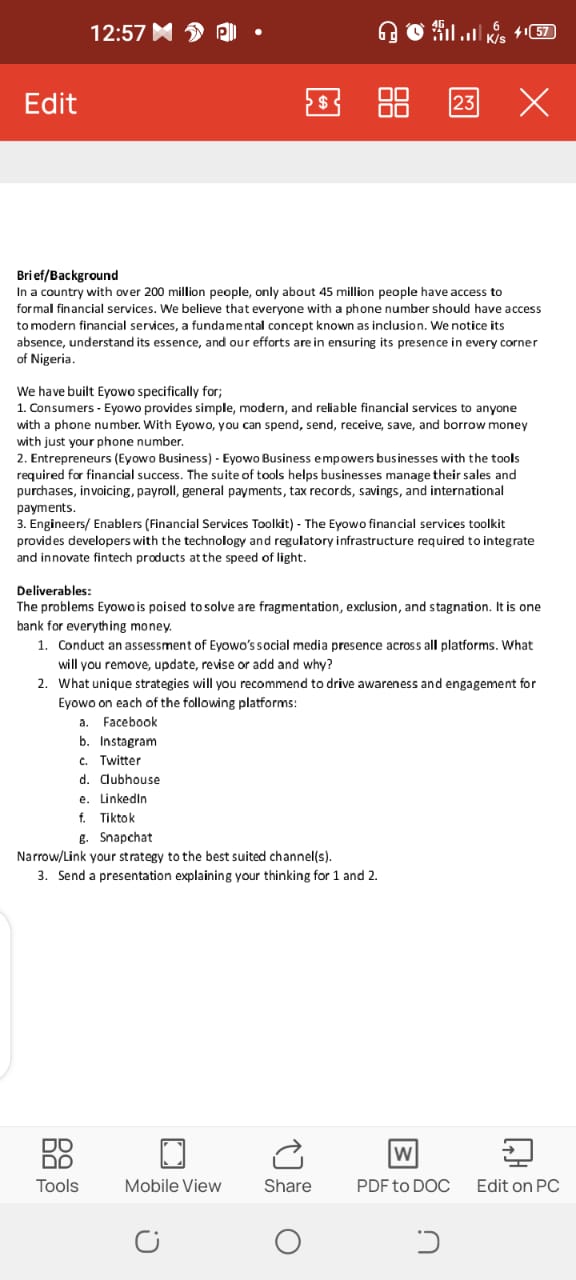 12:57
4G
6
K/s
57
Edit
$
23
Brief/Background
In a country with over 200 million people, only about 45 million people have access to
formal financial services. We believe that everyone with a phone number should have access
to modern financial services, a fundamental concept known as inclusion. We notice its
absence, understand its essence, and our efforts are in ensuring its presence in every corner
of Nigeria.
We have built Eyowo specifically for;
1. Consumers - Eyowo provides simple, modern, and reliable financial services to anyone
with a phone number. With Eyowo, you can spend, send, receive, save, and borrow money
with just your phone number.
2. Entrepreneurs (Eyowo Business) - Eyowo Business empowers businesses with the tools
required for financial success. The suite of tools helps businesses manage their sales and
purchases, invoicing, payroll, general payments, tax records, savings, and international
payments.
3. Engineers/ Enablers (Financial Services Toolkit) - The Eyowo financial services toolkit
provides developers with the technology and regulatory infrastructure required to integrate
and innovate fintech products at the speed of light.
Deliverables:
The problems Eyowo is poised to solve are fragmentation, exclusion, and stagnation. It is one
bank for everything money.
1. Conduct an assessment of Eyowo's social media presence across all platforms. What
will you remove, update, revise or add and why?
2. What unique strategies will you recommend to drive awareness and engagement for
Eyowo on each of the following platforms:
a. Facebook
b. Instagram
c. Twitter
d. Clubhouse
e. LinkedIn
f. Tiktok
g. Snapchat
Narrow/Link your strategy to the best suited channel(s).
3. Send a presentation explaining your thinking for 1 and 2.
W
Tools
Mobile View
Share
PDF to DOC
Edit on PC